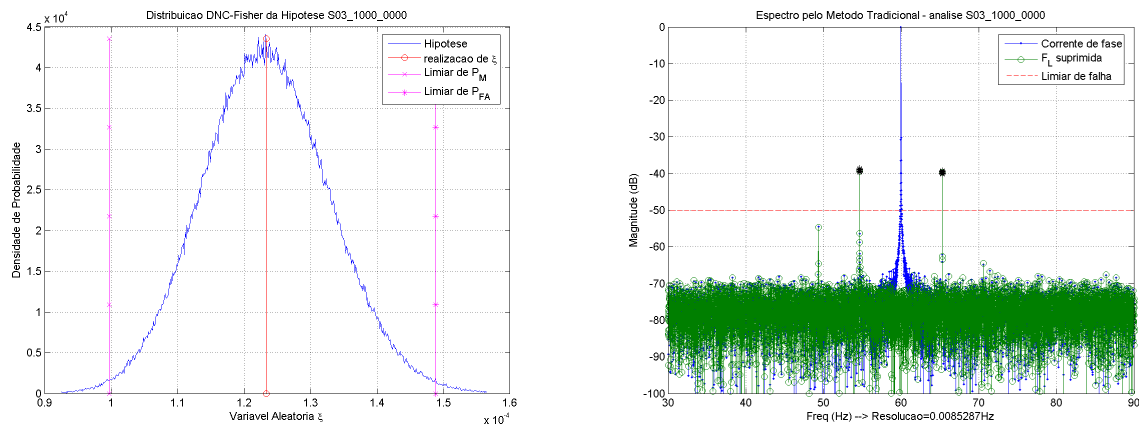 Distribuicao DNC-Fisher da Hipotese S03_1000_0000
x 10^4
4.5
4
3.5
3
2.5
2
1.5
1
0.5
0
Densidade de Probabilidade
Hipotese
realizacao de ξ
Limiar de P_M
Limiar de P_FA
0.9 1 1.1 1.2 1.3 1.4 1.5 1.6
Variavel Aleatoria ξ
x 10^-4
Espectro pelo Metodo Tradicional - analise S03_1000_0000
0
-10
-20
-30
-40
-50
-60
-70
-80
-90
-100
Magnitude (dB)
Corrente de fase
F_L suprimida
Limiar de falha
30 40 50 60 70 80 90
Freq (Hz) --> Resolucao=0.0085287Hz